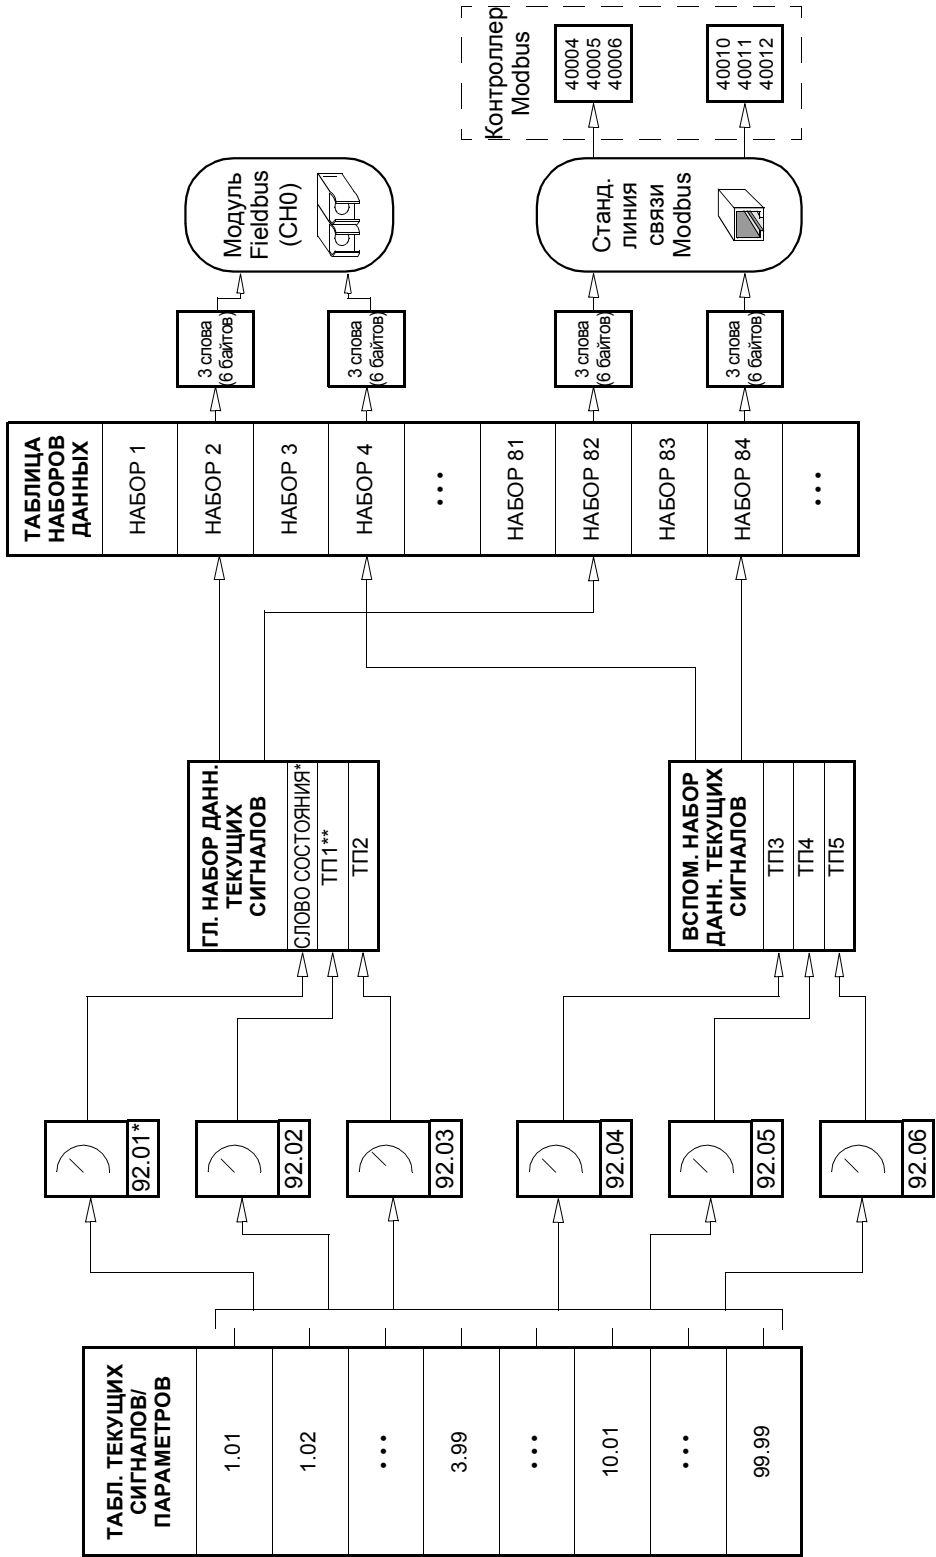 ТАБЛ. ТЕКУЩИХ
СИГНАЛОВ/
ПАРАМЕТРОВ
1.01
1.02
...
3.99
...
10.01
...
99.99
92.01*
92.02
92.03
92.04
92.05
92.06
ГЛ. НАБОР ДАНН.
ТЕКУЩИХ
СИГНАЛОВ
СЛОВО СОСТОЯНИЯ*
ТП1**
ТП2
ВСПОМ. НАБОР
ДАНН. ТЕКУЩИХ
СИГНАЛОВ
ТП3
ТП4
ТП5
ТАБЛИЦА
НАБОРОВ
ДАННЫХ
НАБОР 1
НАБОР 2
НАБОР 3
НАБОР 4
...
НАБОР 81
НАБОР 82
НАБОР 83
НАБОР 84
...
3 слова
(6 байтов)
3 слова
(6 байтов)
3 слова
(6 байтов)
3 слова
(6 байтов)
Модуль
Fieldbus
(CH0)
Станд.
линия
связи
Modbus
Контроллер
Modbus
40004
40005
40006
40010
40011
40012